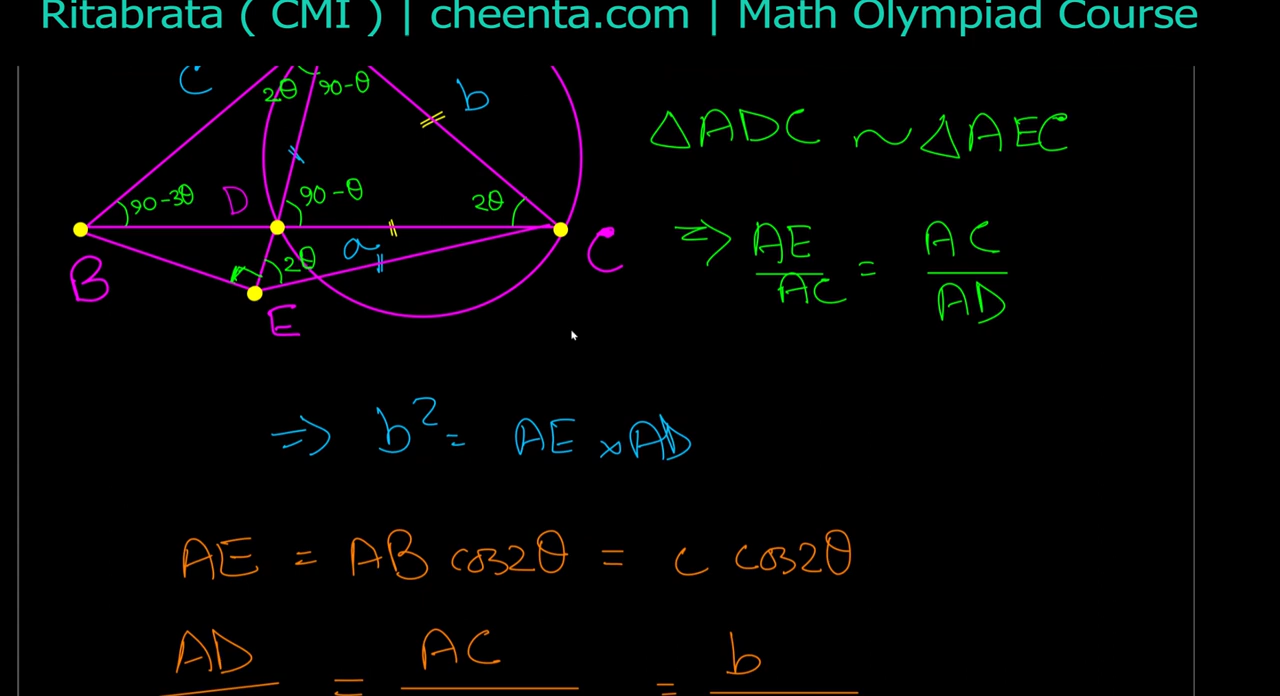 Ritabrata ( CMI ) | cheenta.com | Math Olympiad Course
C
2θ 90-θ
b
90-3θ
D
90-θ
2θ
a
2θ
B
E
C
△ADC ~ △AEC
=> AE/AC = AC/AD
=> b² = AE × AD
AE = AB cos2θ = c cos2θ
AD = AC = b